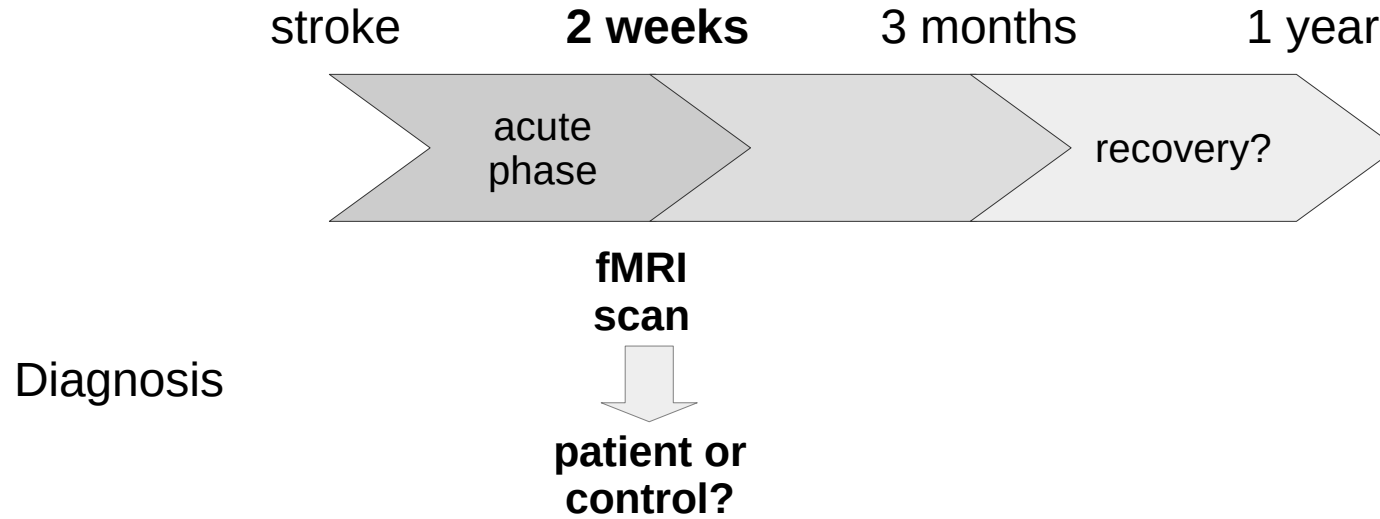 stroke 2 weeks 3 months 1 year
acute
phase
recovery?
fMRI
scan
Diagnosis
patient or
control?